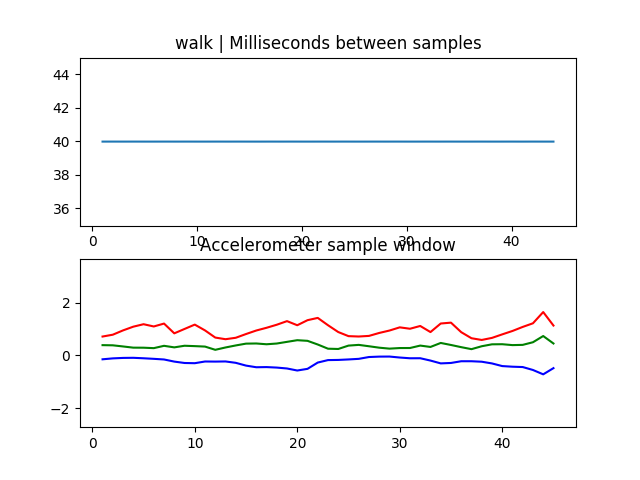 walk | Milliseconds between samples
44
42
40
38
36
0 10 20 30 40
Accelerometer sample window
2
0
−2
0 10 20 30 40